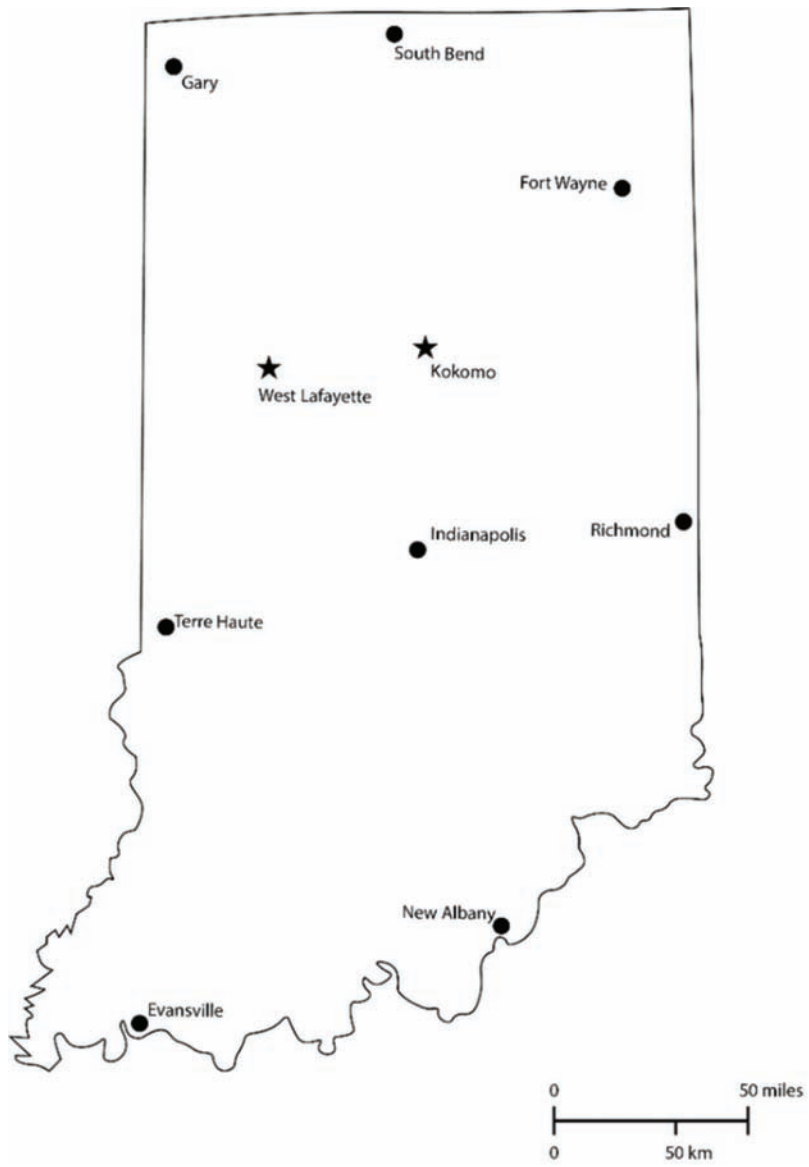 South Bend
Gary
Fort Wayne
Kokomo
West Lafayette
Indianapolis
Richmond
Terre Haute
New Albany
Evansville
0 50 miles
0 50 km